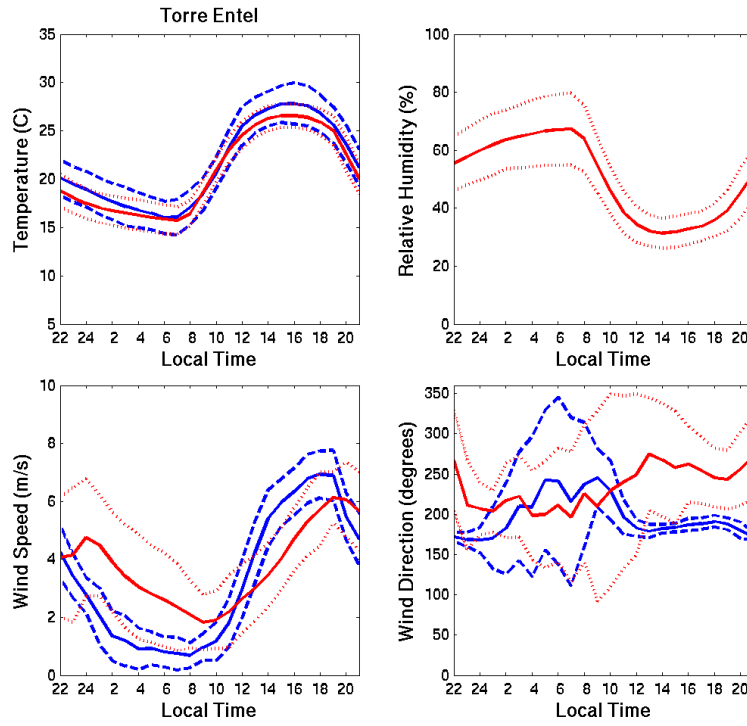 Torre Entel
35
30
25
20
15
10
5
Temperature (C)
22 24 2 4 6 8 10 12 14 16 18 20
Local Time
100
80
60
40
20
0
Relative Humidity (%)
22 24 2 4 6 8 10 12 14 16 18 20
Local Time
10
8
6
4
2
0
Wind Speed (m/s)
22 24 2 4 6 8 10 12 14 16 18 20
Local Time
350
300
250
200
150
100
50
0
Wind Direction (degrees)
22 24 2 4 6 8 10 12 14 16 18 20
Local Time